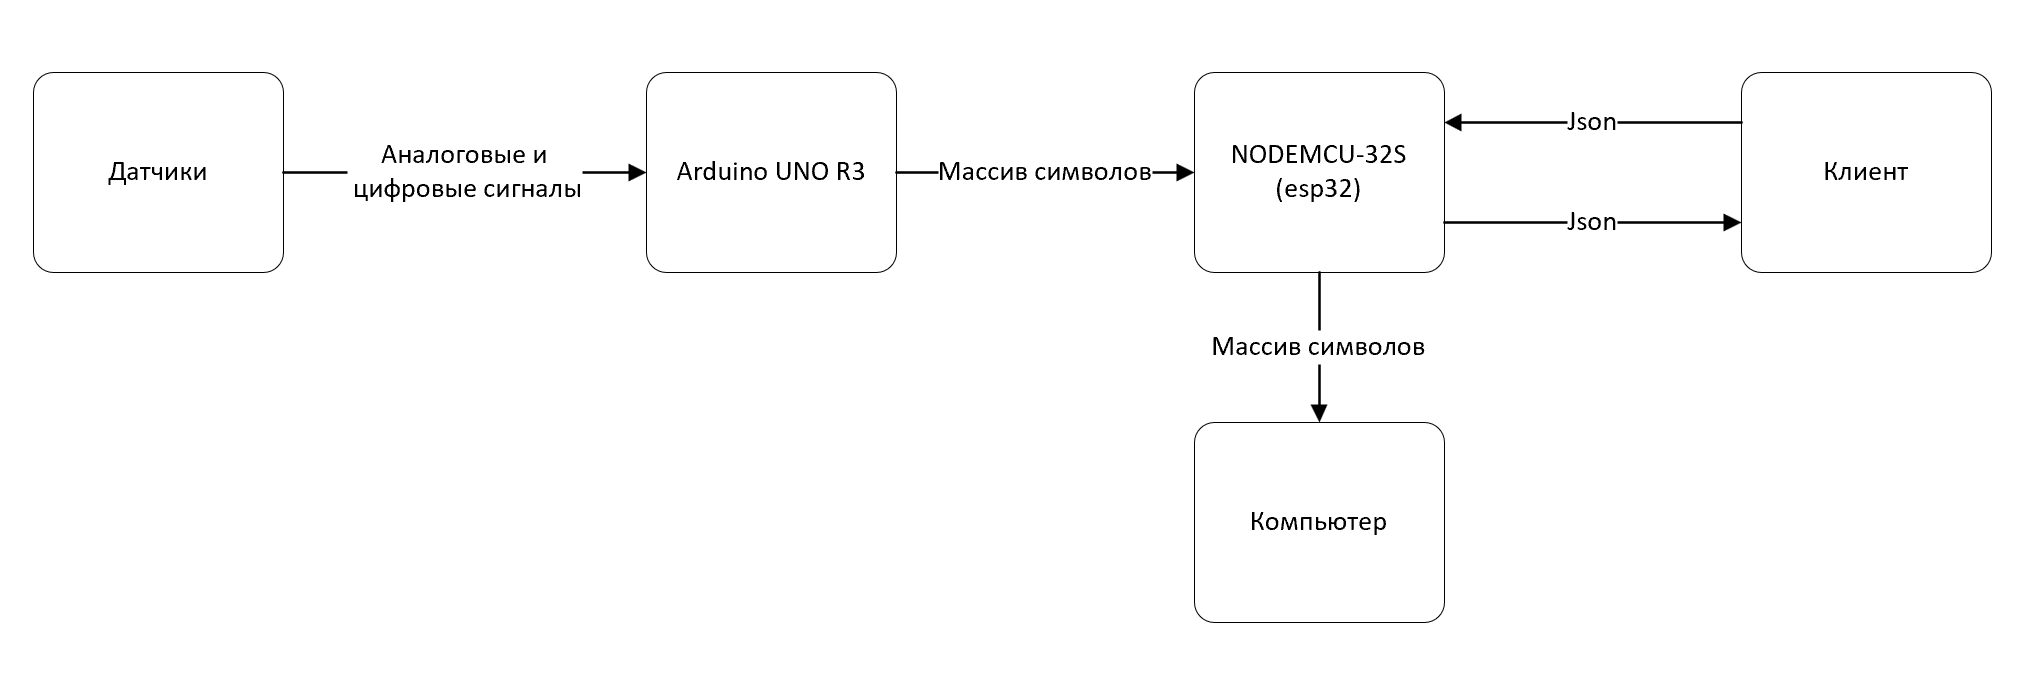 Датчики
Аналоговые и
цифровые сигналы
Arduino UNO R3
Массив символов
NODEMCU-32S
(esp32)
Json
Json
Клиент
Массив символов
Компьютер